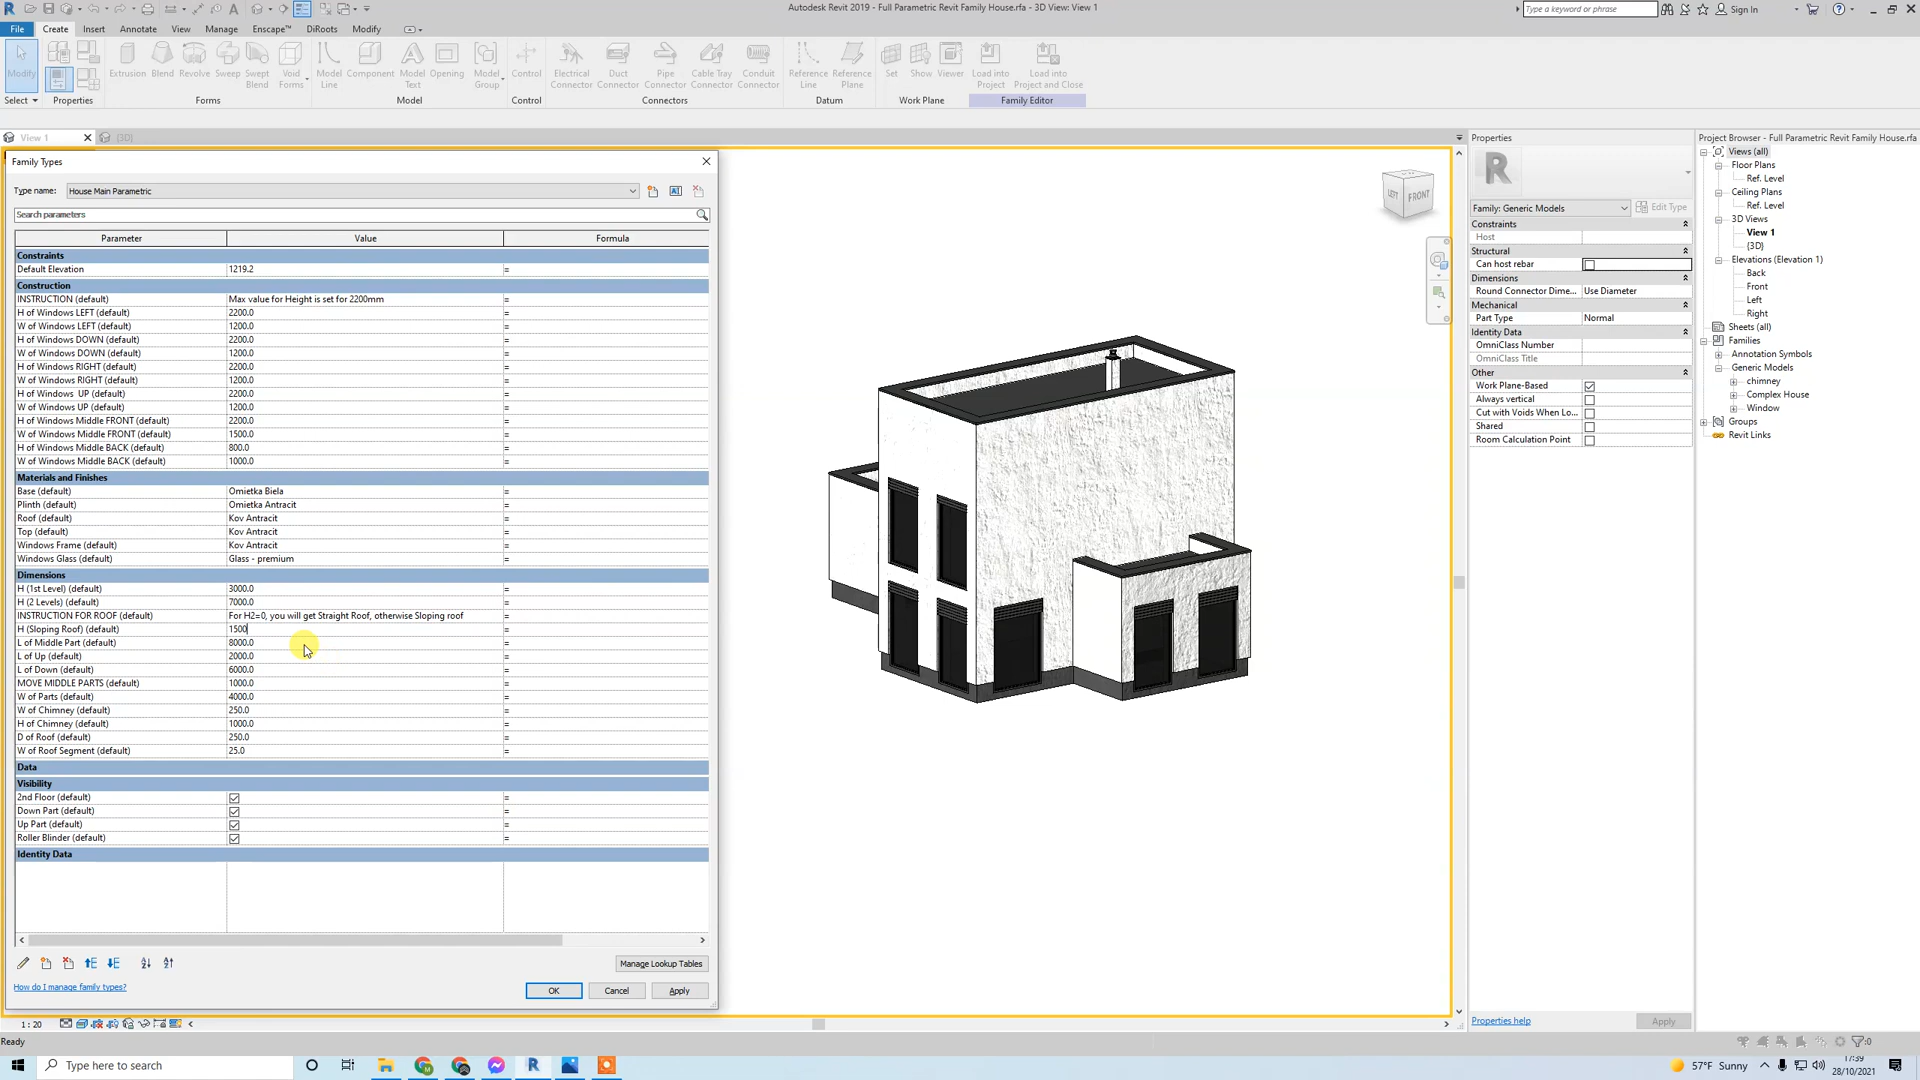 Autodesk Revit 2019 - Full Parametric Revit Family House.rfa - 3D View: View 1
Type a keyword or phrase
Sign In
File Create Insert Annotate View Manage Enscape™ DiRoots Modify
Modify
Extrusion Blend Revolve Sweep Swept Blend Void Forms
Model Line Component Model Text Opening Model Group
Control
Electrical Connector Duct Connector Pipe Connector Cable Tray Connector Conduit Connector
Reference Line Reference Plane
Set Show Viewer
Load into Project Load into Project and Close
Select Properties Forms Model Control Connectors Datum Work Plane Family Editor
View 1
{3D}
Family Types
Type name: House Main Parametric
Search parameters
Parameter Value Formula
Constraints
Default Elevation 1219.2 =
Construction
INSTRUCTION (default) Max value for Height is set for 2200mm =
H of Windows LEFT (default) 2200.0 =
W of Windows LEFT (default) 1200.0 =
H of Windows DOWN (default) 2200.0 =
W of Windows DOWN (default) 1200.0 =
H of Windows RIGHT (default) 2200.0 =
W of Windows RIGHT (default) 1200.0 =
H of Windows UP (default) 2200.0 =
W of Windows UP (default) 1200.0 =
H of Windows Middle FRONT (default) 2200.0 =
W of Windows Middle FRONT (default) 1500.0 =
H of Windows Middle BACK (default) 800.0 =
W of Windows Middle BACK (default) 1000.0 =
Materials and Finishes
Base (default) Omietka Biela =
Plinth (default) Omietka Antracit =
Roof (default) Kov Antracit =
Top (default) Kov Antracit =
Windows Frame (default) Kov Antracit =
Windows Glass (default) Glass - premium =
Dimensions
H (1st Level) (default) 3000.0 =
H (2 Levels) (default) 7000.0 =
INSTRUCTION FOR ROOF (default) For H2=0, you will get Straight Roof, otherwise Sloping roof =
H (Sloping Roof) (default) 1500 =
L of Middle Part (default) 8000.0 =
L of Up (default) 2000.0 =
L of Down (default) 6000.0 =
MOVE MIDDLE PARTS (default) 1000.0 =
W of Parts (default) 4000.0 =
W of Chimney (default) 250.0 =
H of Chimney (default) 1000.0 =
D of Roof (default) 250.0 =
W of Roof Segment (default) 25.0 =
Data
Visibility
2nd Floor (default) =
Down Part (default) =
Up Part (default) =
Roller Blinder (default) =
Identity Data
Manage Lookup Tables
How do I manage family types?
OK Cancel Apply
LEFT FRONT
Properties
Family: Generic Models Edit Type
Constraints
Host
Structural
Can host rebar
Dimensions
Round Connector Dime... Use Diameter
Mechanical
Part Type Normal
Identity Data
OmniClass Number
OmniClass Title
Other
Work Plane-Based
Always vertical
Cut with Voids When Lo...
Shared
Room Calculation Point
Properties help Apply
Project Browser - Full Parametric Revit Family House.rfa
Views (all)
Floor Plans
Ref. Level
Ceiling Plans
Ref. Level
3D Views
View 1
{3D}
Elevations (Elevation 1)
Back
Front
Left
Right
Sheets (all)
Families
Annotation Symbols
Generic Models
chimney
Complex House
Window
Groups
Revit Links
1 : 20
Ready
:0
Type here to search
57°F Sunny
17:39
28/10/2021